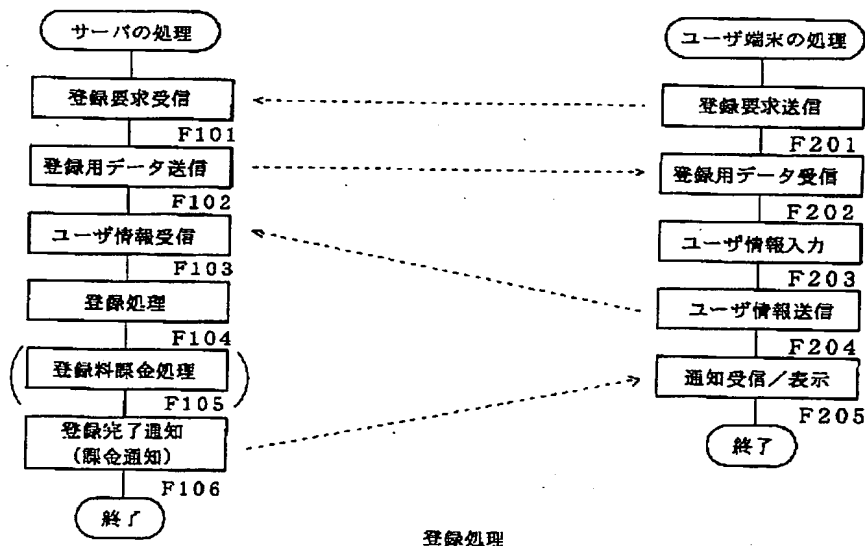 サーバの処理
登録要求受信
F101
登録用データ送信
F102
ユーザ情報受信
F103
登録処理
F104
(登録料課金処理)
F105
登録完了通知
(課金通知)
F106
終了
ユーザ端末の処理
登録要求送信
F201
登録用データ受信
F202
ユーザ情報入力
F203
ユーザ情報送信
F204
通知受信/表示
F205
終了
登録処理